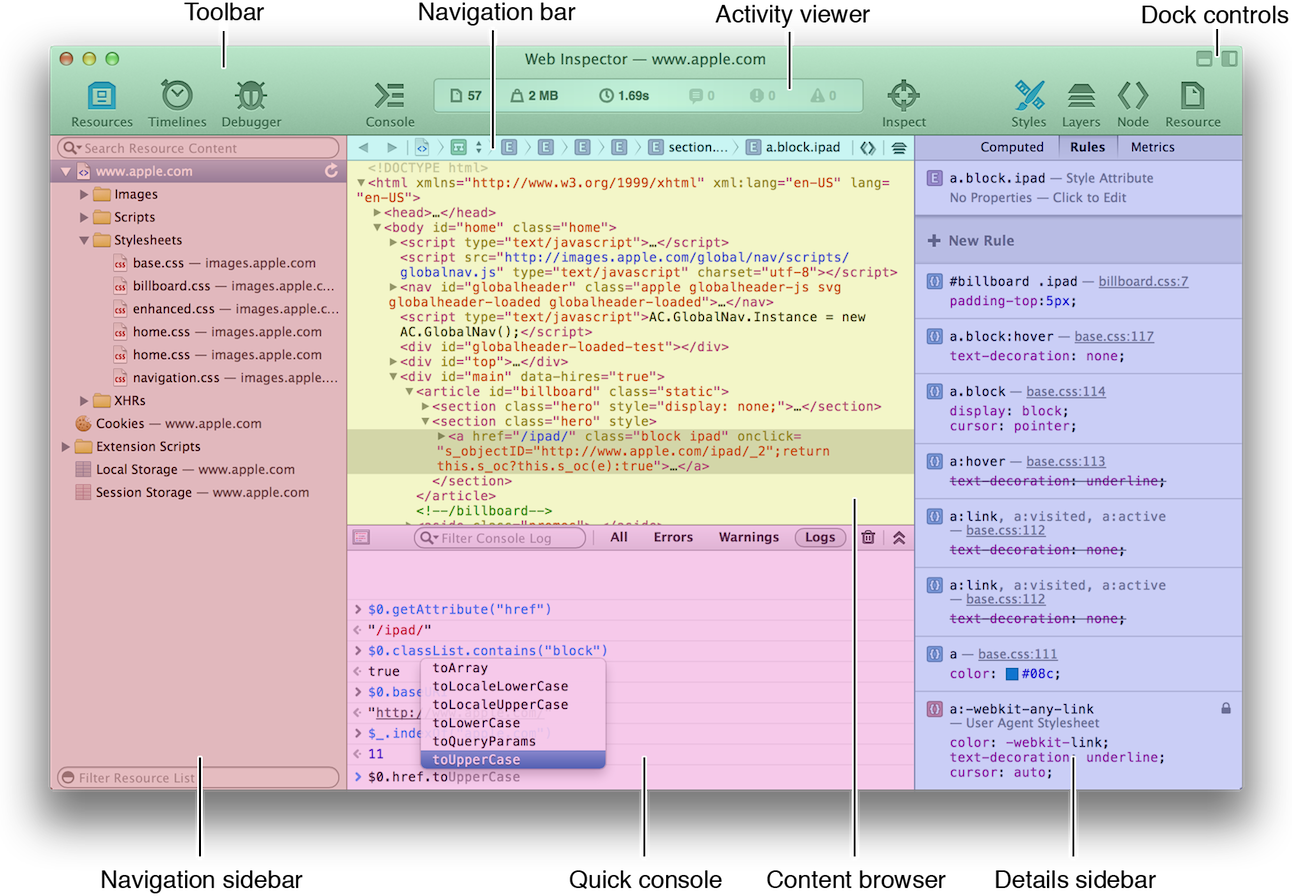 Toolbar
Navigation bar
Activity viewer
Dock controls
Web Inspector — www.apple.com
Resources
Timelines
Debugger
Console
57
2 MB
1.69s
0
0
0
Inspect
Styles
Layers
Node
Resource
Search Resource Content
www.apple.com
Images
Scripts
Stylesheets
base.css — images.apple.com
billboard.css — images.apple.c...
enhanced.css — images.apple.c...
home.css — images.apple.com
home.css — images.apple.com
navigation.css — images.apple....
XHRs
Cookies — www.apple.com
Extension Scripts
Local Storage — www.apple.com
Session Storage — www.apple.com
Filter Resource List
E
E
E
E
E section....
E a.block.ipad
<!DOCTYPE html>
<html xmlns="http://www.w3.org/1999/xhtml" xml:lang="en-US" lang=
"en-US">
<head>…</head>
<body id="home" class="home">
<script type="text/javascript">…</script>
<script src="http://images.apple.com/global/nav/scripts/
globalnav.js" type="text/javascript" charset="utf-8"></script>
<nav id="globalheader" class="apple globalheader-js svg
globalheader-loaded globalheader-loaded">…</nav>
<script type="text/javascript">AC.GlobalNav.Instance = new
AC.GlobalNav();</script>
<div id="globalheader-loaded-test"></div>
<div id="top">…</div>
<div id="main" data-hires="true">
<article id="billboard" class="static">
<section class="hero" style="display: none;">…</section>
<section class="hero" style>
<a href="/ipad/" class="block ipad" onclick=
"s_objectID="http://www.apple.com/ipad/_2";return
this.s_oc?this.s_oc(e):true">…</a>
</section>
</article>
<!--/billboard-->
<aside class="promos">…</aside>
Filter Console Log
All
Errors
Warnings
Logs
> $0.getAttribute("href")
"/ipad/"
> $0.classList.contains("block")
true
> $0.base
"http:/
> $_.inde
11
> $0.href.toUpperCase
toArray
toLocaleLowerCase
toLocaleUpperCase
toLowerCase
toQueryParams
toUpperCase
Computed
Rules
Metrics
E a.block.ipad — Style Attribute
No Properties — Click to Edit
+ New Rule
#billboard .ipad — billboard.css:7
padding-top:5px;
a.block:hover — base.css:117
text-decoration: none;
a.block — base.css:114
display: block;
cursor: pointer;
a:hover — base.css:113
text-decoration: underline;
a:link, a:visited, a:active
— base.css:112
text-decoration: none;
a:link, a:visited, a:active
— base.css:112
text-decoration: none;
a — base.css:111
color: #08c;
a:-webkit-any-link
— User Agent Stylesheet
color: -webkit-link;
text-decoration: underline;
cursor: auto;
Navigation sidebar
Quick console
Content browser
Details sidebar